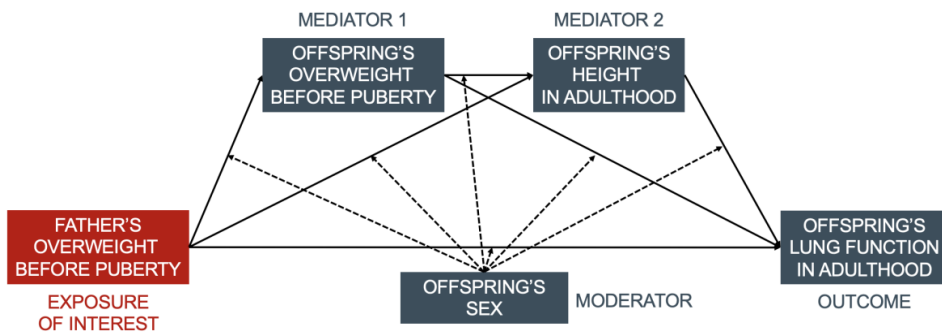 MEDIATOR 1
MEDIATOR 2
OFFSPRING'S
OVERWEIGHT
BEFORE PUBERTY
OFFSPRING'S
HEIGHT
IN ADULTHOOD
FATHER'S
OVERWEIGHT
BEFORE PUBERTY
OFFSPRING'S
LUNG FUNCTION
IN ADULTHOOD
OFFSPRING'S
SEX
MODERATOR
EXPOSURE
OF INTEREST
OUTCOME